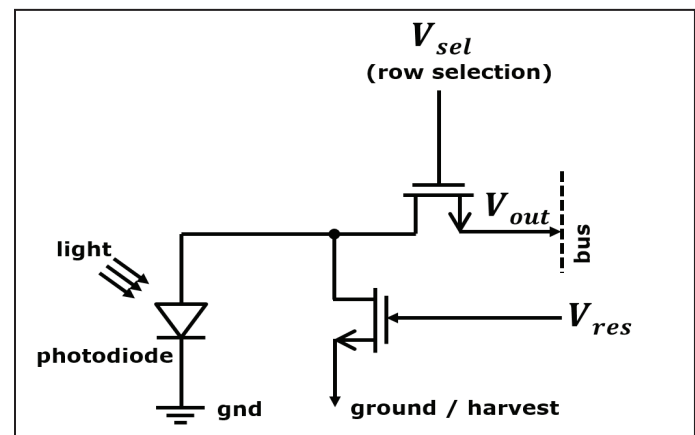 V_sel
(row selection)
V_out
bus
light
V_res
photodiode
gnd
ground / harvest